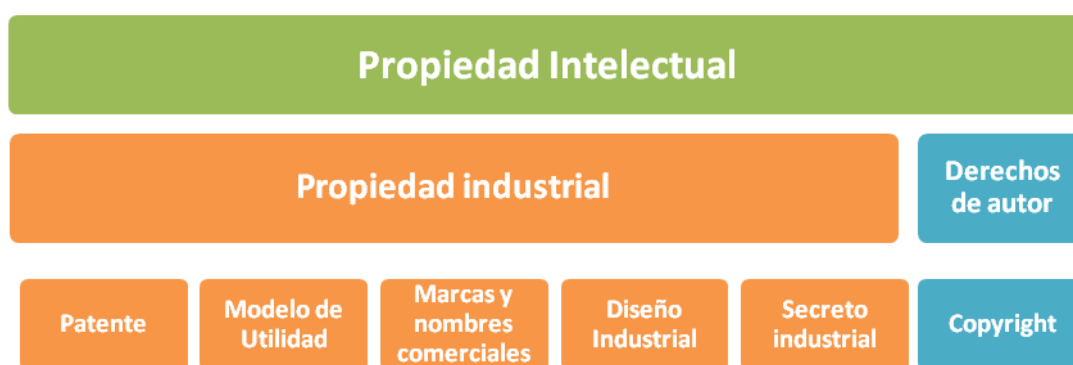 Propiedad Intelectual
Propiedad industrial
Derechos
de autor
Patente
Modelo de
Utilidad
Marcas y
nombres
comerciales
Diseño
Industrial
Secreto
industrial
Copyright